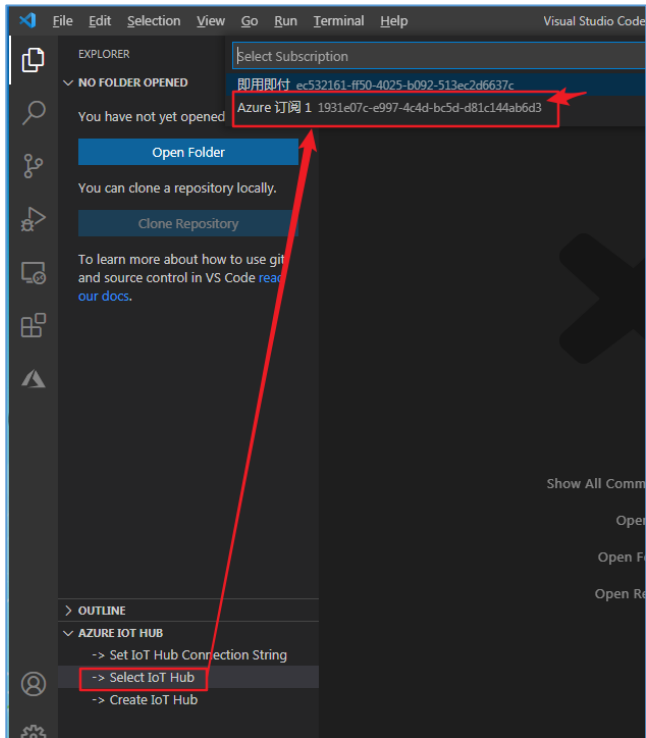 File Edit Selection View Go Run Terminal Help Visual Studio Code
EXPLORER
NO FOLDER OPENED
Select Subscription
即用即付 ec532161-ff50-4025-b092-513ec2d6637c
Azure 订阅 1 1931e07c-e997-4c4d-bc5d-d81c144ab6d3
You have not yet opened
Open Folder
You can clone a repository locally.
Clone Repository
To learn more about how to use git
and source control in VS Code read
our docs.
Show All Comm
Oper
Open F
Open Re
OUTLINE
AZURE IOT HUB
-> Set IoT Hub Connection String
-> Select IoT Hub
-> Create IoT Hub